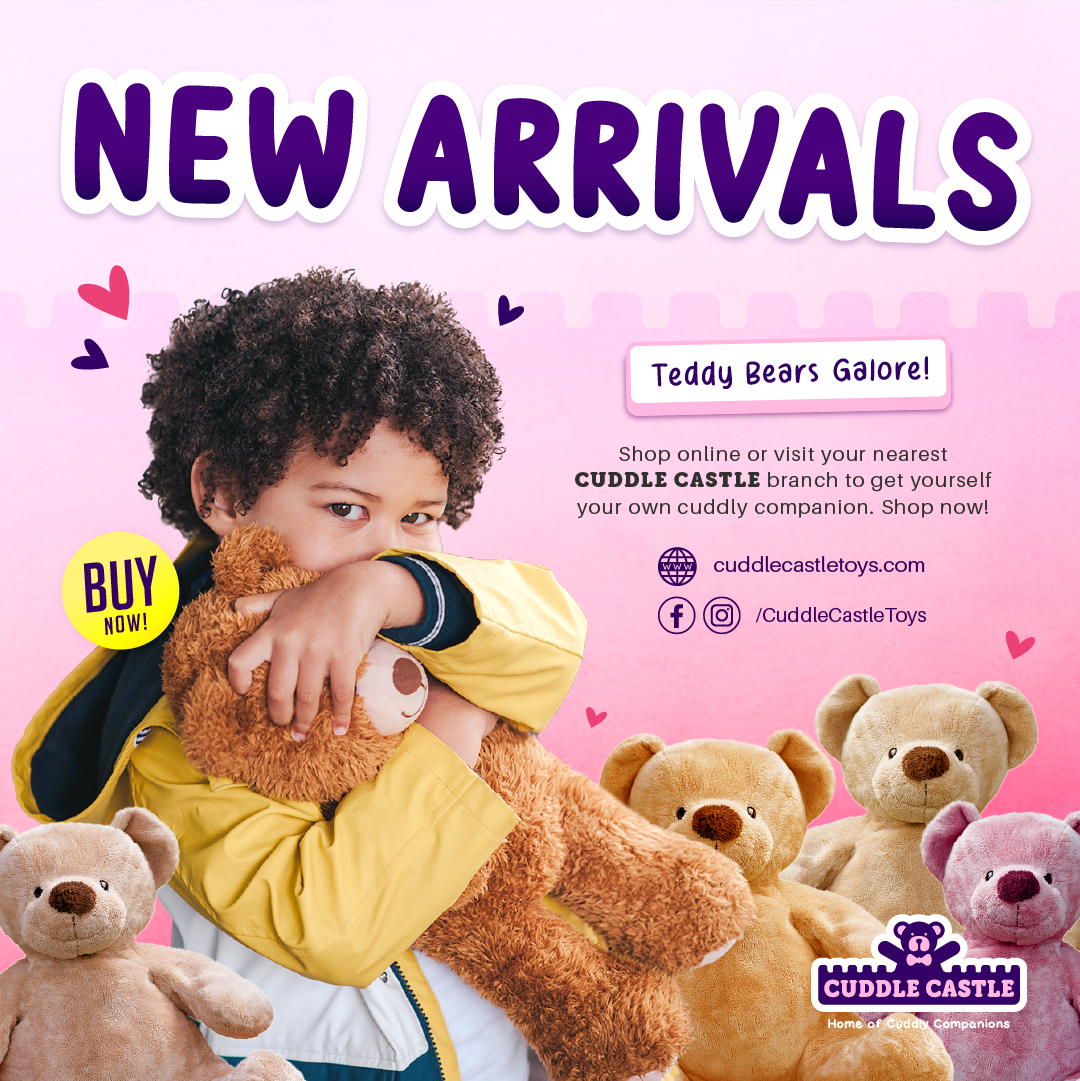 NEW ARRIVALS
Teddy Bears Galore!
Shop online or visit your nearest
CUDDLE CASTLE branch to get yourself
your own cuddly companion. Shop now!
WWW
cuddlecastletoys.com
f
/CuddleCastleToys
BUY
NOW!
CUDDLE CASTLE
Home of Cuddly Companions